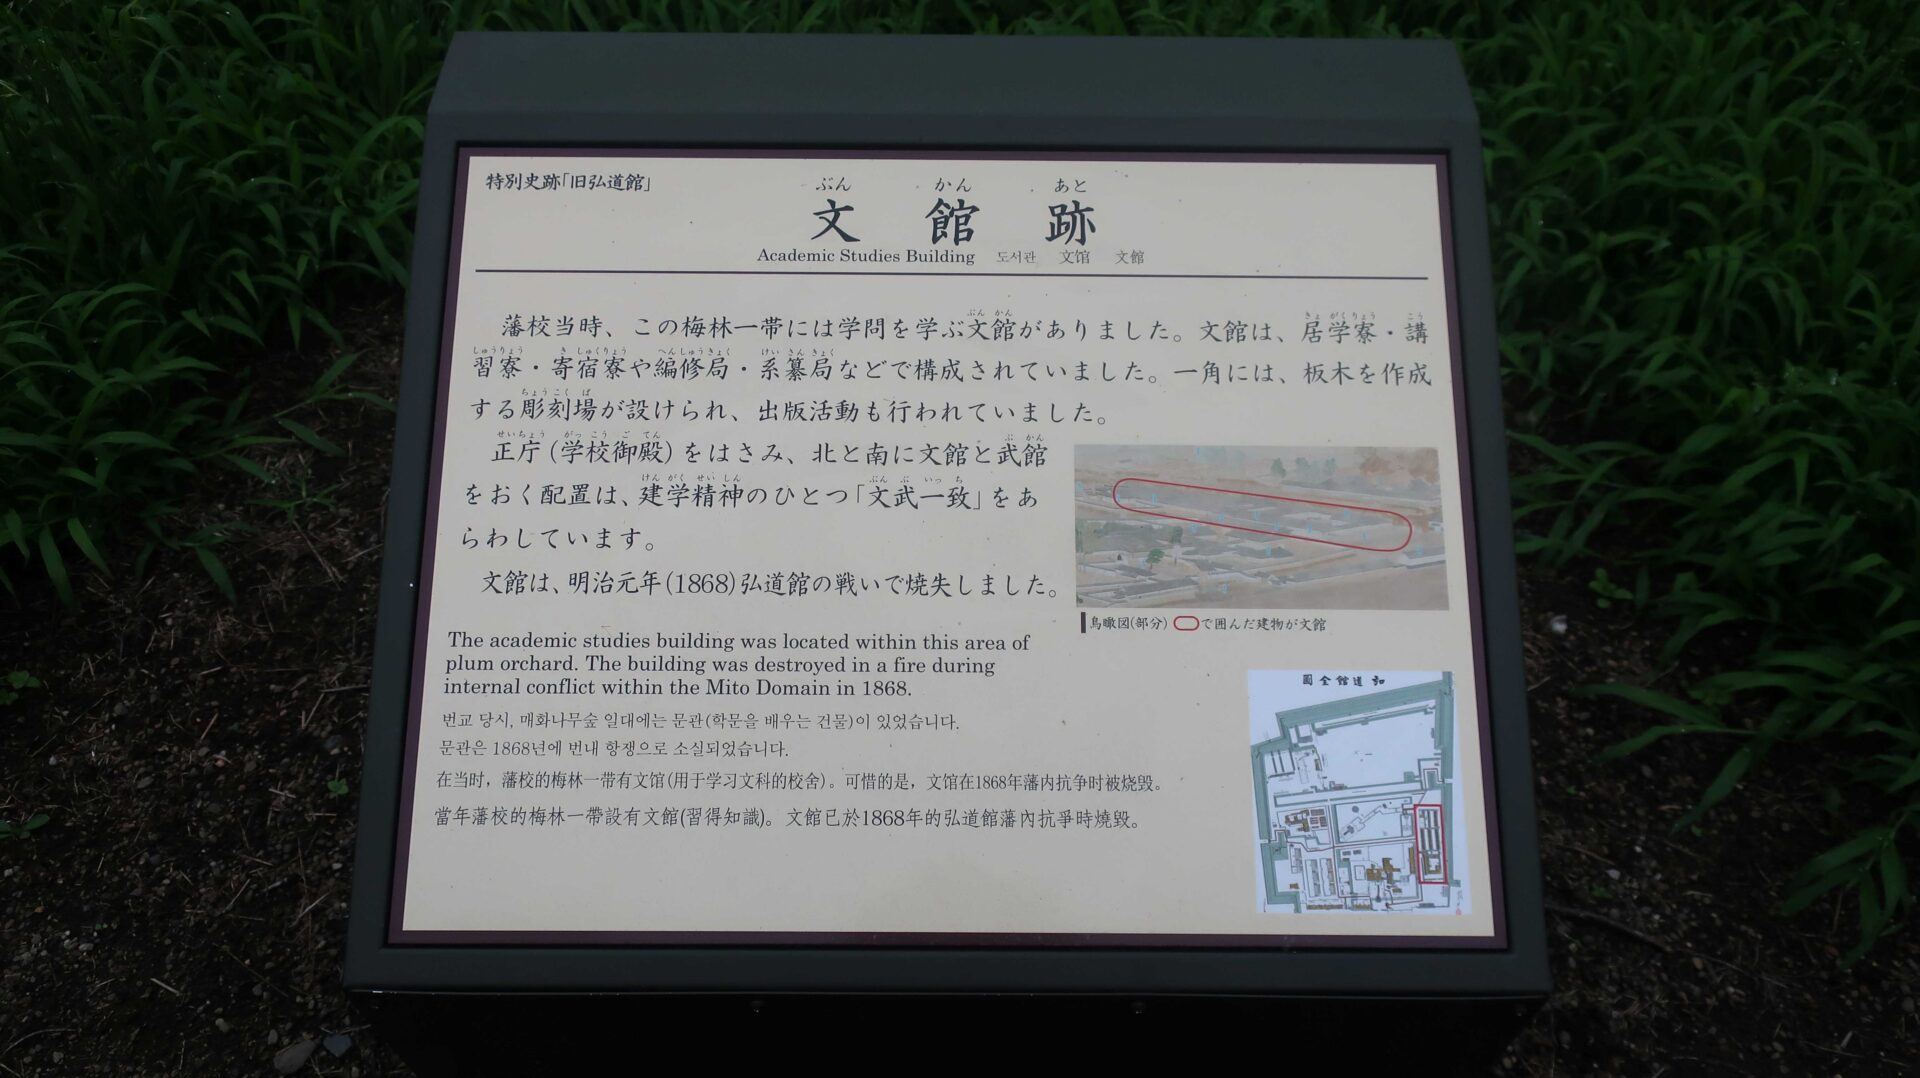 特別史跡「旧弘道館」
ぶん かん あと
文館跡
Academic Studies Building 도서관 文馆 文館
藩校当時、この梅林一帯には学問を学ぶ文館がありました。文館は、居学寮・講
習寮・寄宿寮や編修局・系纂局などで構成されていました。一角には、板木を作成
する彫刻場が設けられ、出版活動も行われていました。
正庁(学校御殿)をはさみ、北と南に文館と武館
をおく配置は、建学精神のひとつ「文武一致」をあ
らわしています。
文館は、明治元年(1868)弘道館の戦いで焼失しました。
鳥瞰図(部分) で囲んだ建物が文館
The academic studies building was located within this area of
plum orchard. The building was destroyed in a fire during
internal conflict within the Mito Domain in 1868.
번교 당시, 매화나무숲 일대에는 문관(학문을 배우는 건물)이 있었습니다.
문관은 1868년에 번내 항쟁으로 소실되었습니다.
在当时，藩校的梅林一带有文馆(用于学习文科的校舍)。可惜的是，文馆在1868年藩内抗争时被烧毁。
當年藩校的梅林一帶設有文館(習得知識)。文館已於1868年的弘道館藩內抗爭時燒毀。
圖全館道弘